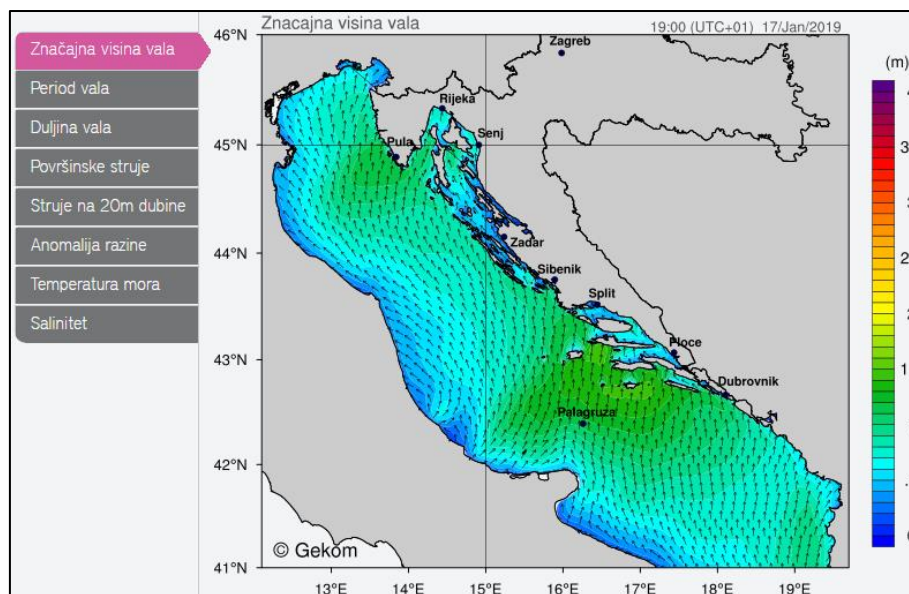 Značajna visina vala
Period vala
Duljina vala
Površinske struje
Struje na 20m dubine
Anomalija razine
Temperatura mora
Salinitet
Znacajna visina vala
19:00 (UTC+01) 17/Jan/2019
46°N
45°N
44°N
43°N
42°N
41°N
Zagreb
Rijeka
Senj
Pula
Zadar
Sibenik
Split
Ploce
Dubrovnik
Palagruza
© Gekom
13°E
14°E
15°E
16°E
17°E
18°E
19°E
(m)